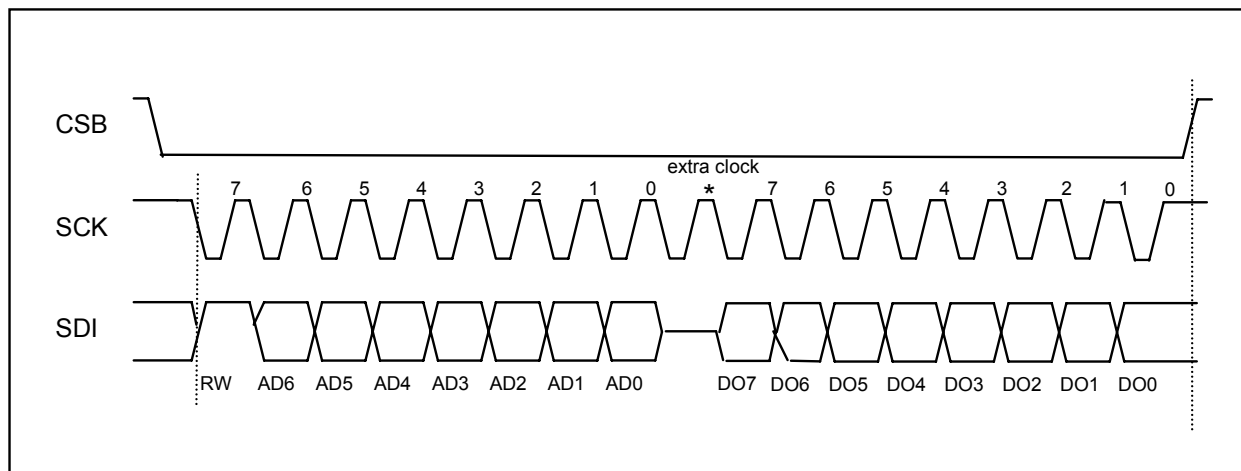 CSB
extra clock
7 6 5 4 3 2 1 0 * 7 6 5 4 3 2 1 0
SCK
SDI
RW AD6 AD5 AD4 AD3 AD2 AD1 AD0 DO7 DO6 DO5 DO4 DO3 DO2 DO1 DO0